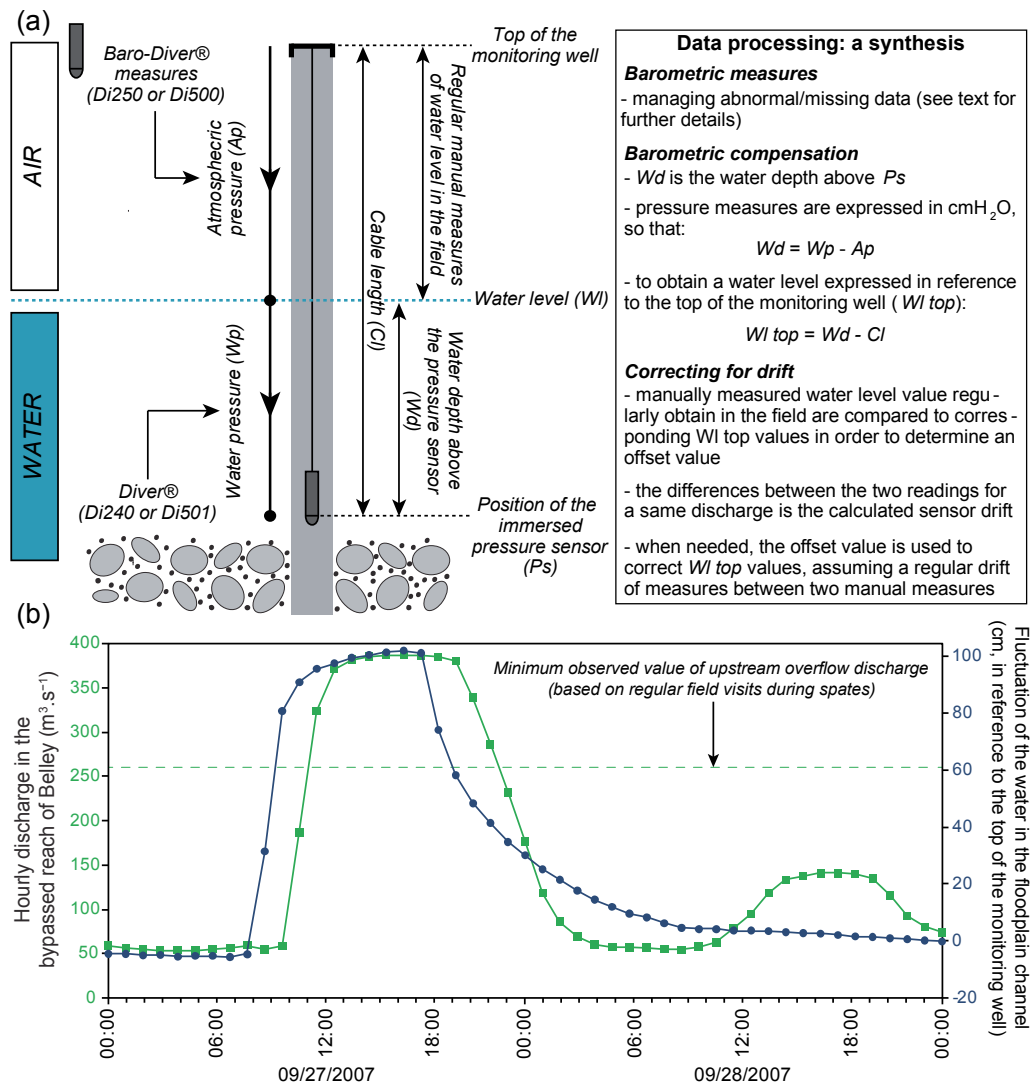 (a)
AIR
WATER
Baro-Diver®
measures
(Di250 or Di500)
Atmosphecric
pressure (Ap)
Water pressure (Wp)
Diver®
(Di240 or Di501)
Cable length (Cl)
Regular manual measures
of water level in the field
Water depth above
the pressure sensor
(Wd)
Top of the
monitoring well
Water level (Wl)
Position of the
immersed
pressure sensor
(Ps)
Data processing: a synthesis
Barometric measures
- managing abnormal/missing data (see text for
further details)
Barometric compensation
- Wd is the water depth above Ps
- pressure measures are expressed in cmH₂O,
so that:
Wd = Wp - Ap
- to obtain a water level expressed in reference
to the top of the monitoring well ( Wl top):
Wl top = Wd - Cl
Correcting for drift
- manually measured water level value regu-
larly obtain in the field are compared to corres-
ponding Wl top values in order to determine an
offset value
- the differences between the two readings for
a same discharge is the calculated sensor drift
- when needed, the offset value is used to
correct Wl top values, assuming a regular drift
of measures between two manual measures
(b)
Hourly discharge in the
bypassed reach of Belley (m³.s⁻¹)
400
350
300
250
200
150
100
50
0
Minimum observed value of upstream overflow discharge
(based on regular field visits during spates)
100
80
60
40
20
0
-20
Fluctuation of the water in the floodplain channel
(cm, in reference to the top of the monitoring well)
00:00
06:00
12:00
18:00
00:00
06:00
12:00
18:00
00:00
09/27/2007
09/28/2007